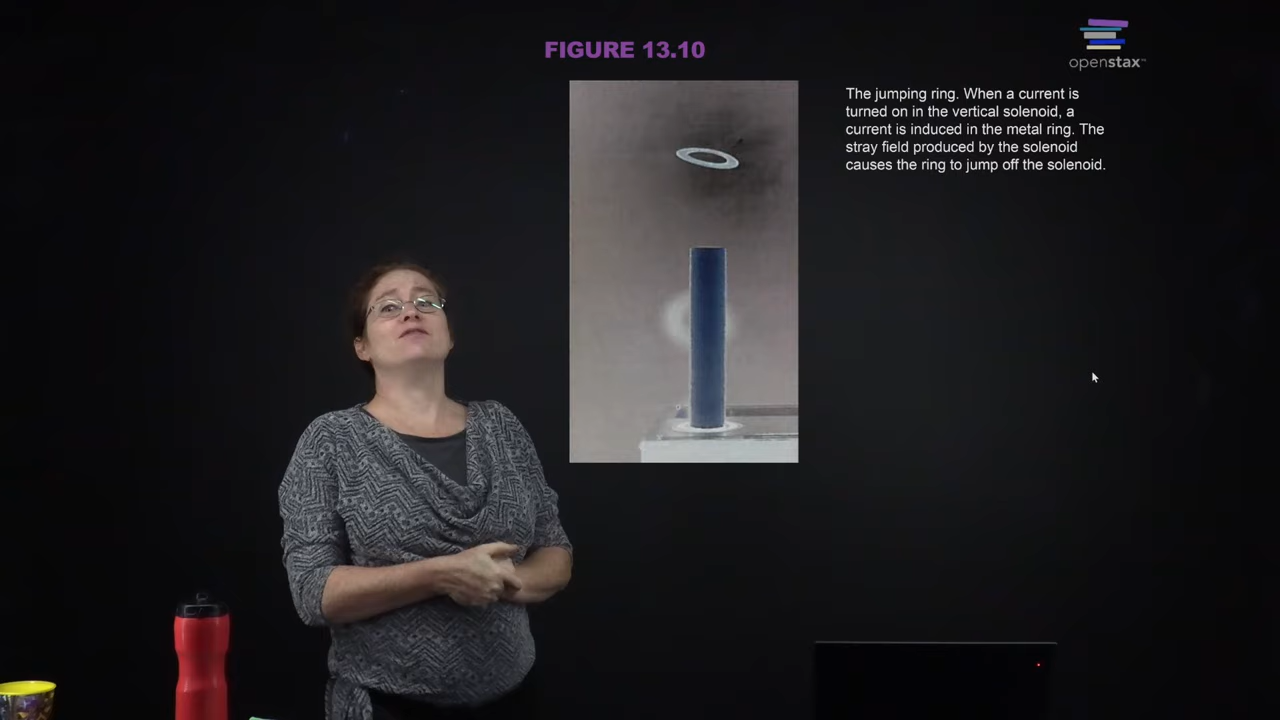 FIGURE 13.10
openstax™
The jumping ring. When a current is
turned on in the vertical solenoid, a
current is induced in the metal ring. The
stray field produced by the solenoid
causes the ring to jump off the solenoid.